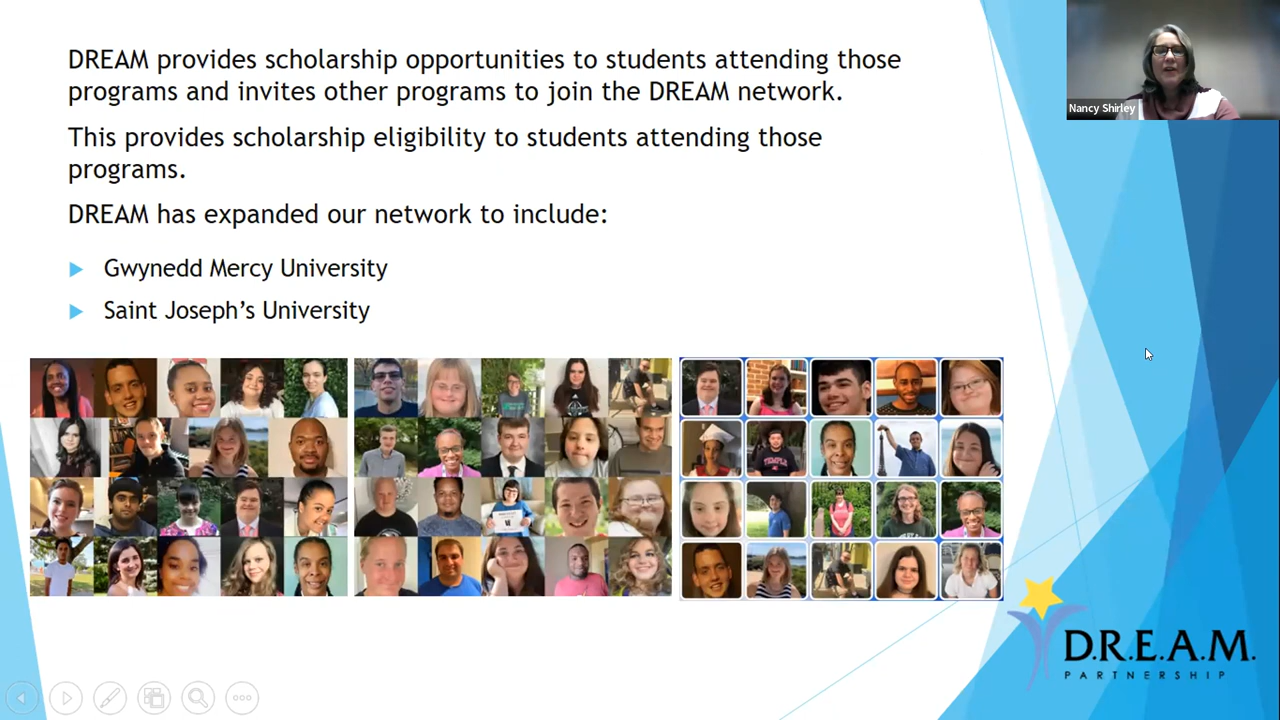 DREAM provides scholarship opportunities to students attending those
programs and invites other programs to join the DREAM network.
This provides scholarship eligibility to students attending those
programs.
DREAM has expanded our network to include:
Gwynedd Mercy University
Saint Joseph’s University
Nancy Shirley
TEMPLE
D.R.E.A.M.
PARTNERSHIP